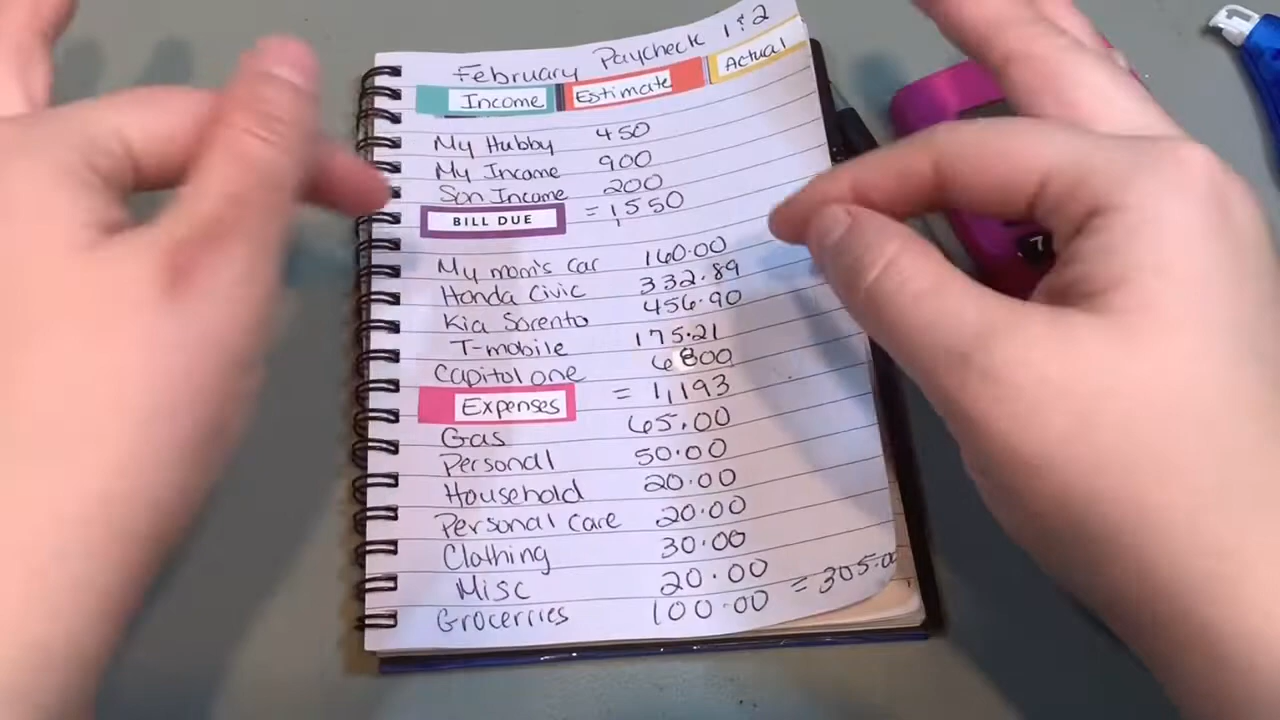 February Paycheck 1 & 2
Income Estimate Actual
My Hubby 450
My Income 900
Son Income 200
BILL DUE = 1,550
My mom's car 160.00
Honda Civic 332.89
Kia Sorento 456.90
T-mobile 175.21
Capitol one 6800
Expenses = 1,193
Gas 65.00
Personal 50.00
Household 20.00
Personal Care 20.00
Clothing 30.00
Misc 20.00
Grocerries 100.00 = 305.00
7